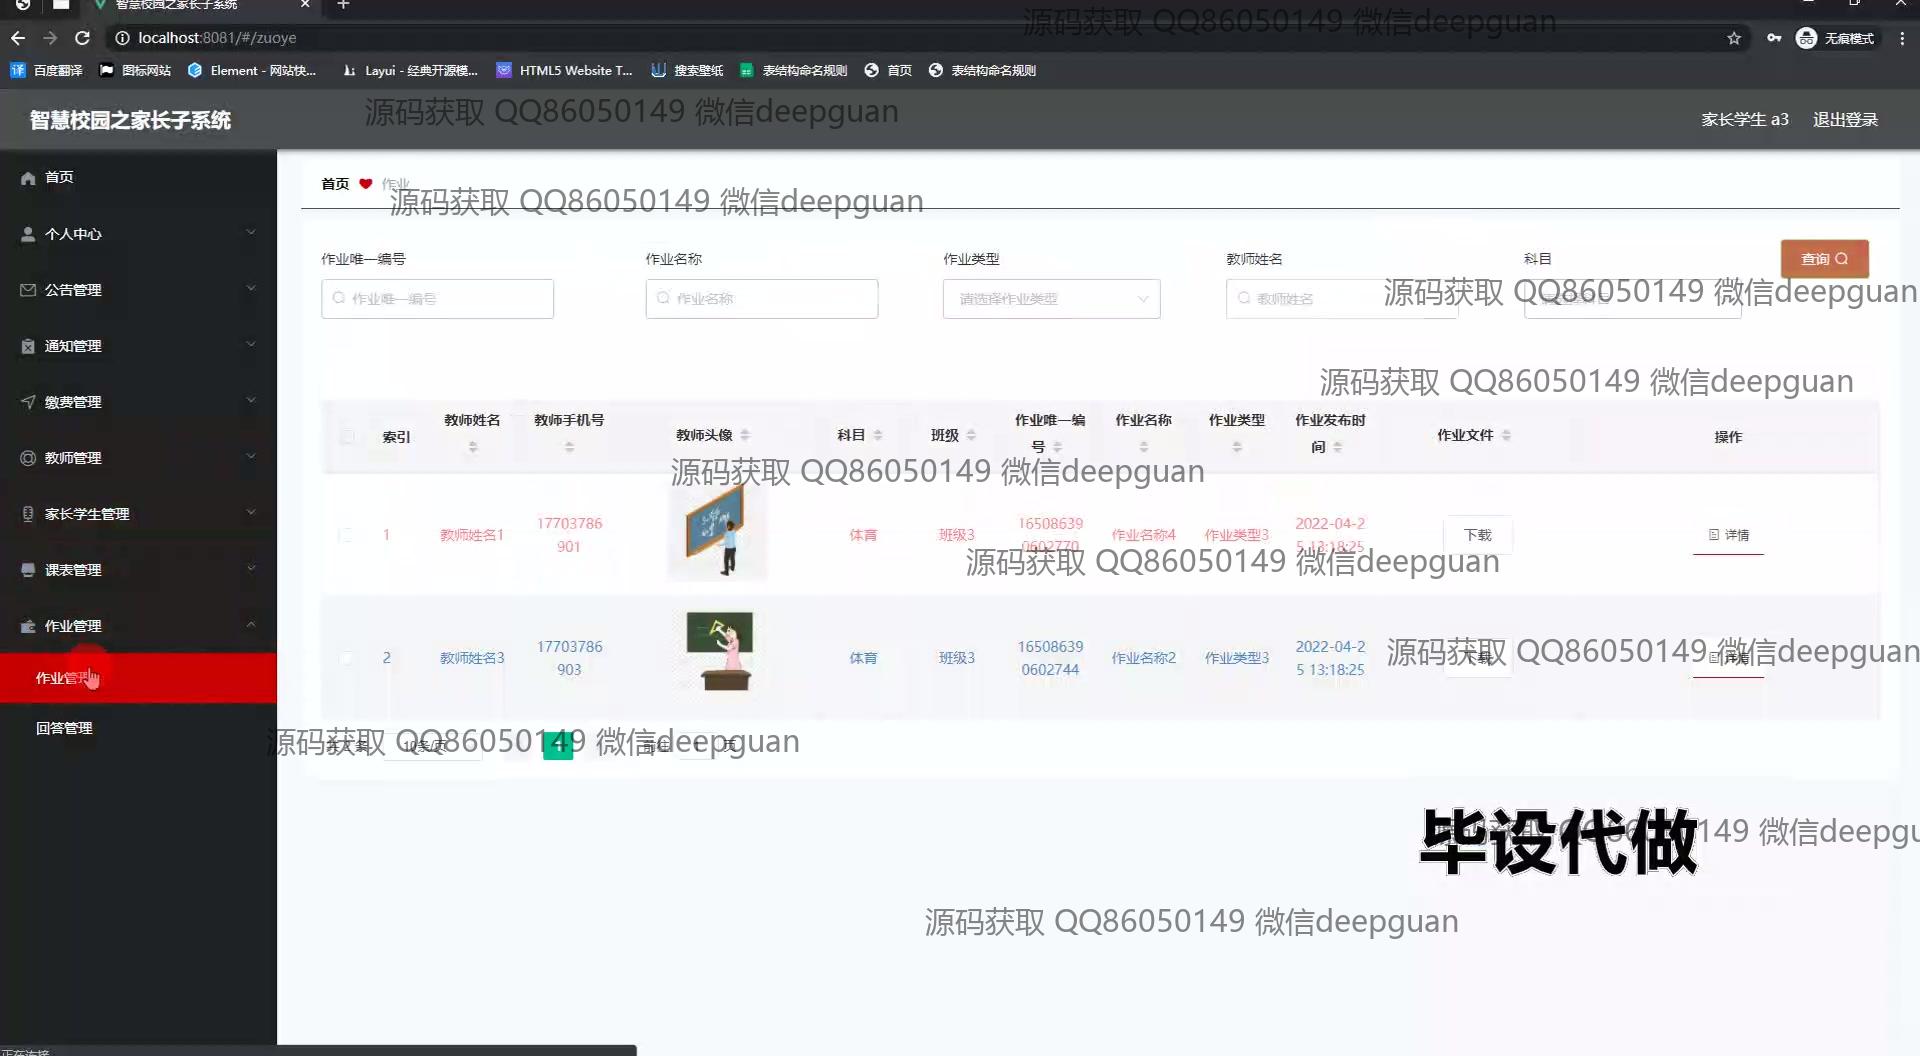 智慧校园之家长子系统
localhost:8081/#/zuoye
无痕模式
百度翻译 图标网站 Element - 网站快... Layui - 经典开源模... HTML5 Website T... 搜索壁纸 表结构命名规则 首页 表结构命名规则
源码获取 QQ86050149 微信deepguan
智慧校园之家长子系统
源码获取 QQ86050149 微信deepguan
家长学生 a3 退出登录
首页
个人中心
公告管理
通知管理
缴费管理
教师管理
家长学生管理
课表管理
作业管理
作业管理
回答管理
首页 作业
源码获取 QQ86050149 微信deepguan
作业唯一编号 作业名称 作业类型 教师姓名 科目 查询
作业唯一编号 作业名称 请选择作业类型 教师姓名
源码获取 QQ86050149 微信deepguan
源码获取 QQ86050149 微信deepguan
索引 教师姓名 教师手机号 教师头像 科目 班级 作业唯一编号 作业名称 作业类型 作业发布时间 作业文件 操作
源码获取 QQ86050149 微信deepguan
1 教师姓名1 17703786901 体育 班级3 165086390602770 作业名称4 作业类型3 2022-04-25 13:18:25 下载 详情
源码获取 QQ86050149 微信deepguan
2 教师姓名3 17703786903 体育 班级3 165086390602744 作业名称2 作业类型3 2022-04-25 13:18:25 下载 详情
源码获取 QQ86050149 微信deepguan
10条/页 1 前往 1 页
源码获取 QQ86050149 微信deepguan
毕设代做
源码获取 QQ86050149 微信deepguan